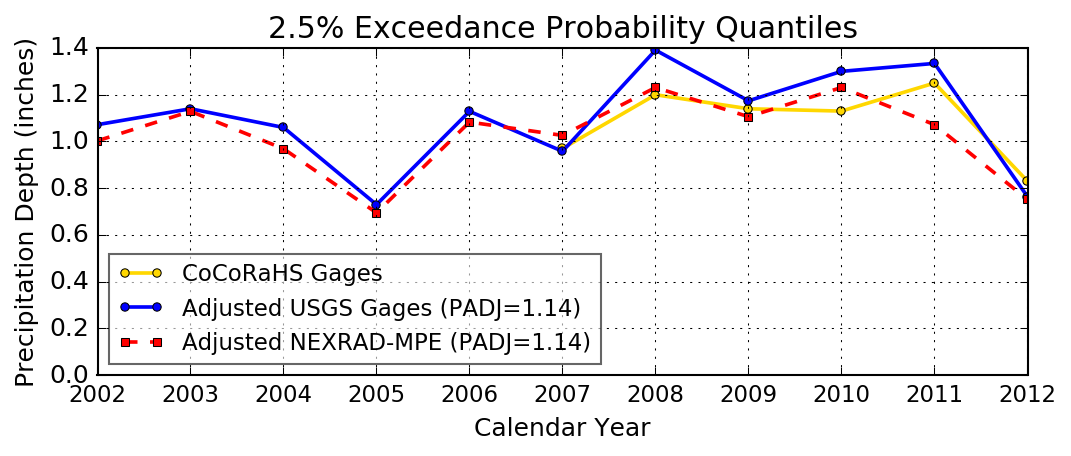 2.5% Exceedance Probability Quantiles
Precipitation Depth (inches)
1.4
1.2
1.0
0.8
0.6
0.4
0.2
0.0
CoCoRaHS Gages
Adjusted USGS Gages (PADJ=1.14)
Adjusted NEXRAD-MPE (PADJ=1.14)
2002 2003 2004 2005 2006 2007 2008 2009 2010 2011 2012
Calendar Year